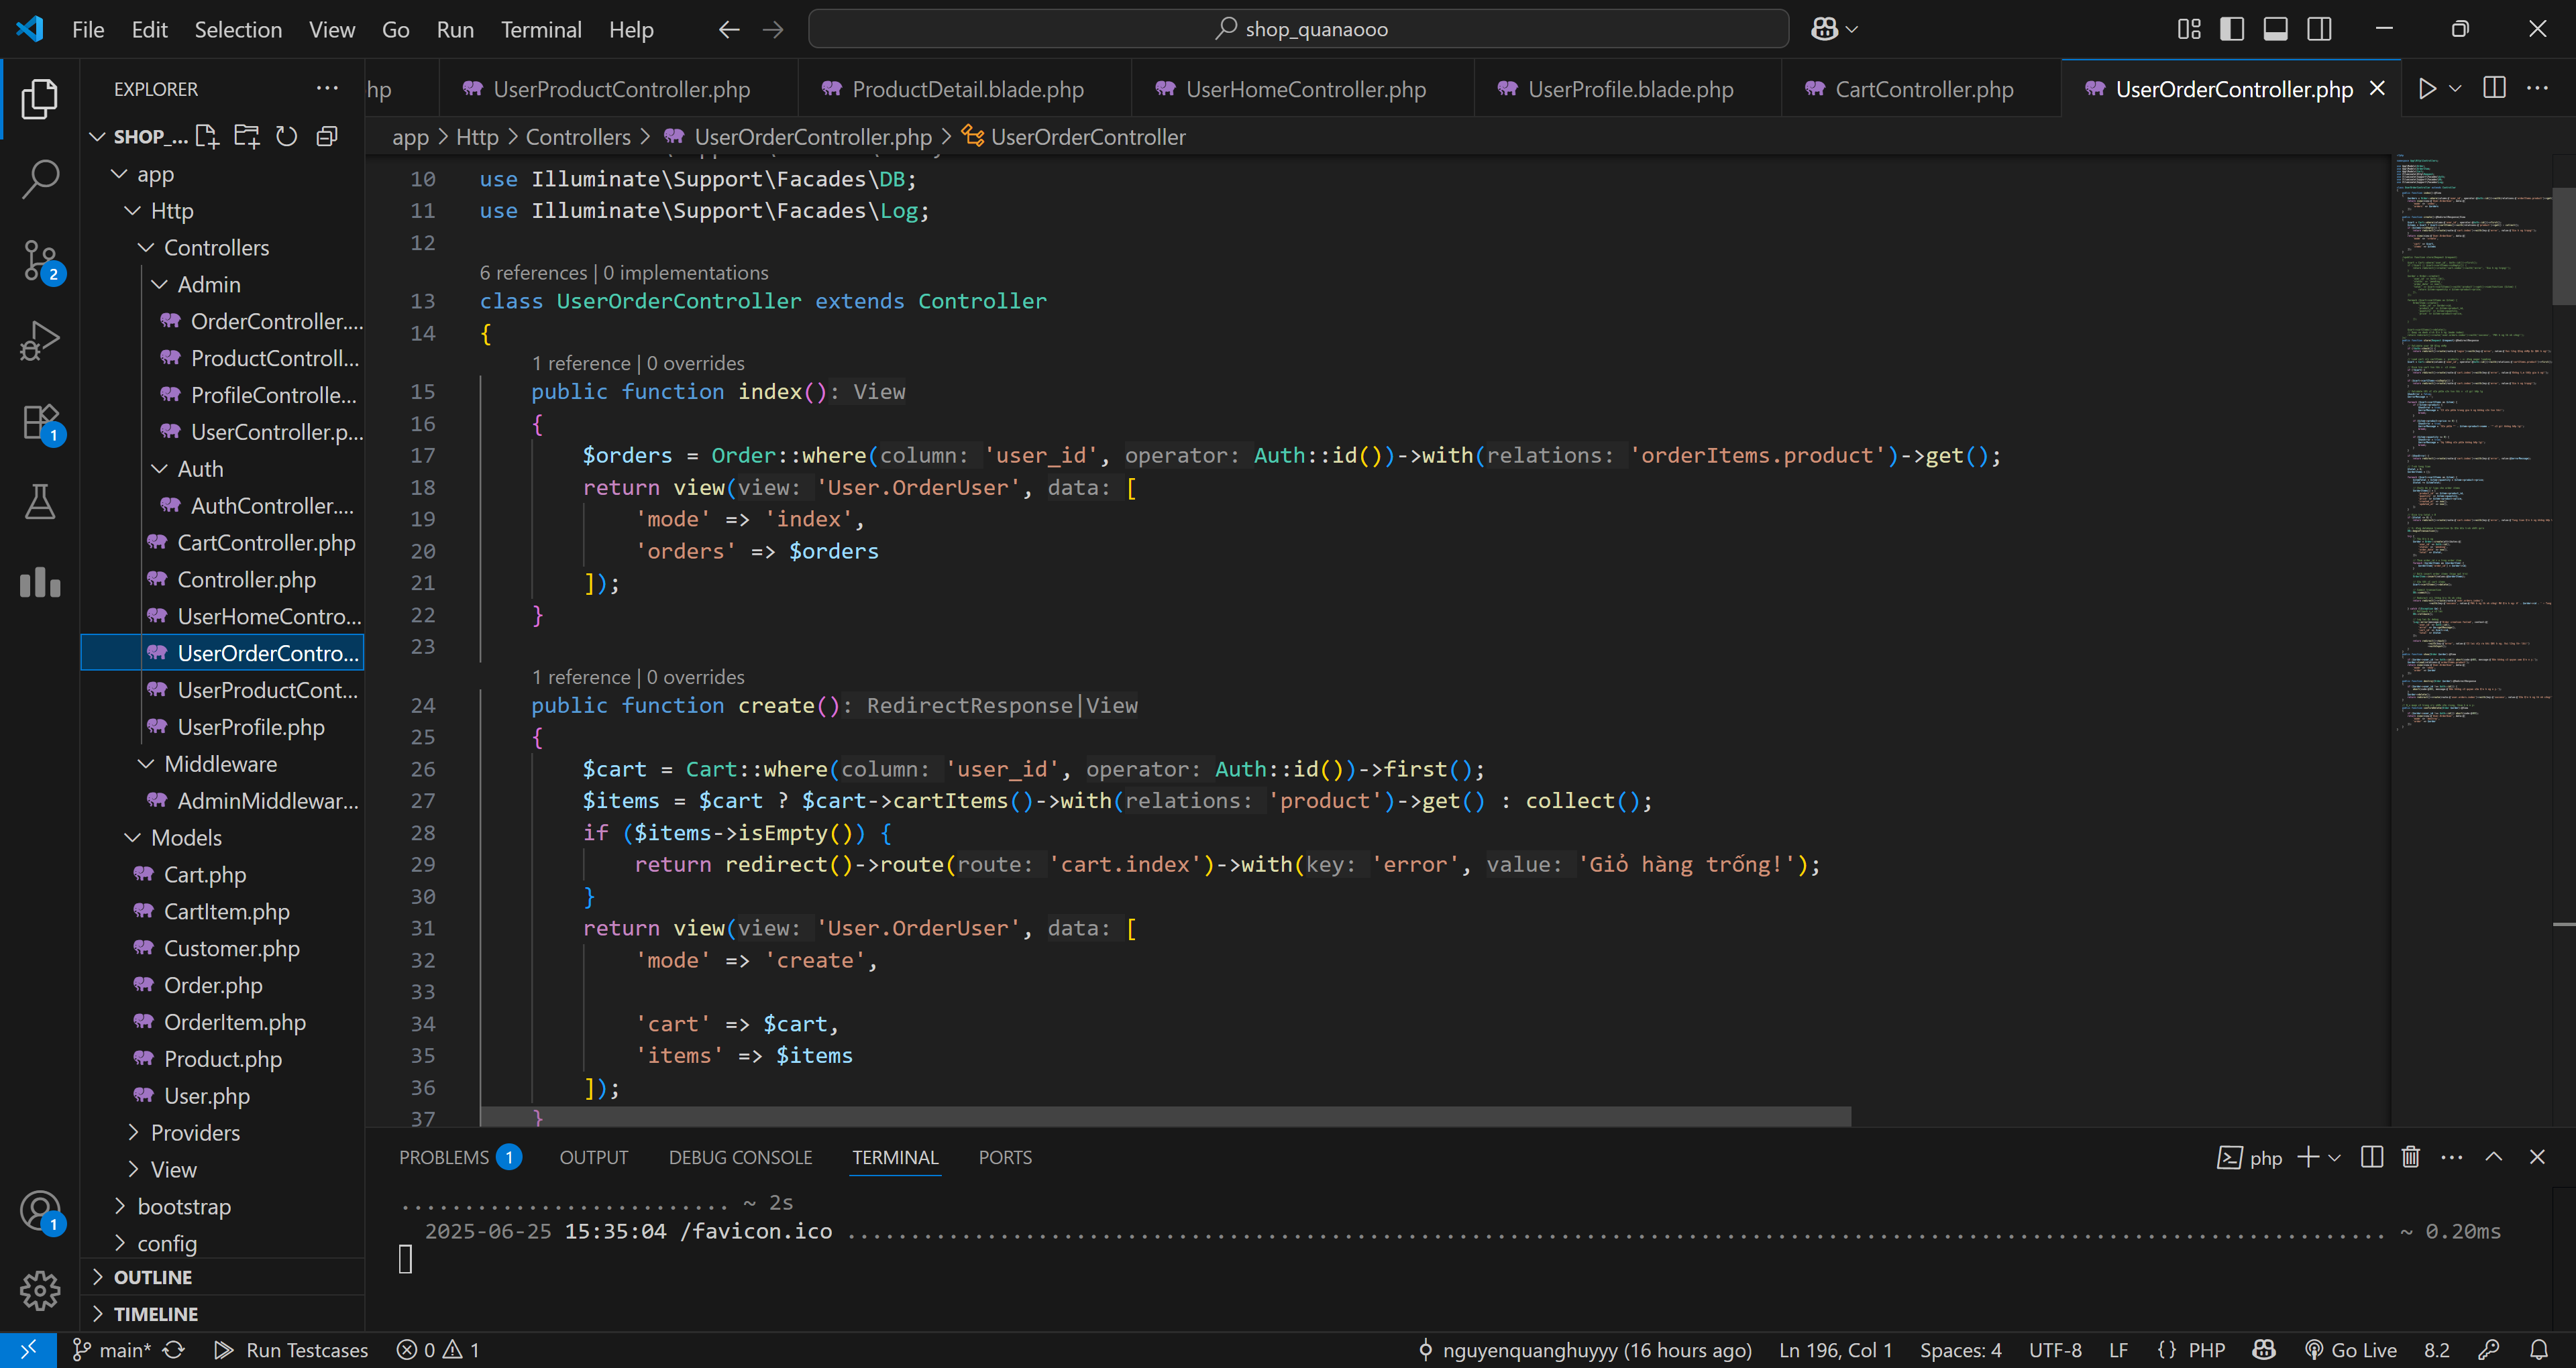 File Edit Selection View Go Run Terminal Help
shop_quanaooo
EXPLORER
hp UserProductController.php ProductDetail.blade.php UserHomeController.php UserProfile.blade.php CartController.php UserOrderController.php
SHOP_...
app > Http > Controllers > UserOrderController.php > UserOrderController
app
Http
Controllers
Admin
OrderController....
ProductControll...
ProfileControlle...
UserController.p...
Auth
AuthController....
CartController.php
Controller.php
UserHomeContro...
UserOrderContro...
UserProductCont...
UserProfile.php
Middleware
AdminMiddlewar...
Models
Cart.php
CartItem.php
Customer.php
Order.php
OrderItem.php
Product.php
User.php
Providers
View
bootstrap
config
OUTLINE
TIMELINE
2
1
1
10 use Illuminate\Support\Facades\DB;
11 use Illuminate\Support\Facades\Log;
12
6 references | 0 implementations
13 class UserOrderController extends Controller
14 {
1 reference | 0 overrides
15 public function index(): View
16 {
17 $orders = Order::where(column: 'user_id', operator: Auth::id())->with(relations: 'orderItems.product')->get();
18 return view(view: 'User.OrderUser', data: [
19 'mode' => 'index',
20 'orders' => $orders
21 ]);
22 }
23
1 reference | 0 overrides
24 public function create(): RedirectResponse|View
25 {
26 $cart = Cart::where(column: 'user_id', operator: Auth::id())->first();
27 $items = $cart ? $cart->cartItems()->with(relations: 'product')->get() : collect();
28 if ($items->isEmpty()) {
29 return redirect()->route(route: 'cart.index')->with(key: 'error', value: 'Giỏ hàng trống!');
30 }
31 return view(view: 'User.OrderUser', data: [
32 'mode' => 'create',
33
34 'cart' => $cart,
35 'items' => $items
36 ]);
37 }
PROBLEMS 1 OUTPUT DEBUG CONSOLE TERMINAL PORTS
php
.......................... ~ 2s
2025-06-25 15:35:04 /favicon.ico ........................................ ~ 0.20ms
main* Run Testcases 0 1
nguyenquanghuyyy (16 hours ago) Ln 196, Col 1 Spaces: 4 UTF-8 LF {} PHP Go Live 8.2